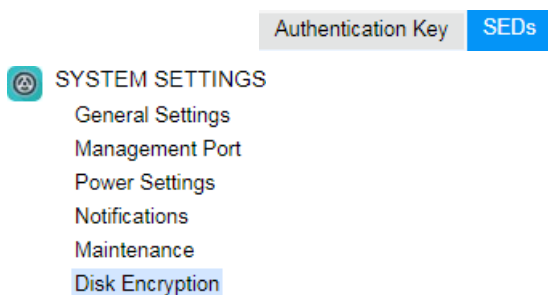 Authentication Key SEDs
SYSTEM SETTINGS
General Settings
Management Port
Power Settings
Notifications
Maintenance
Disk Encryption